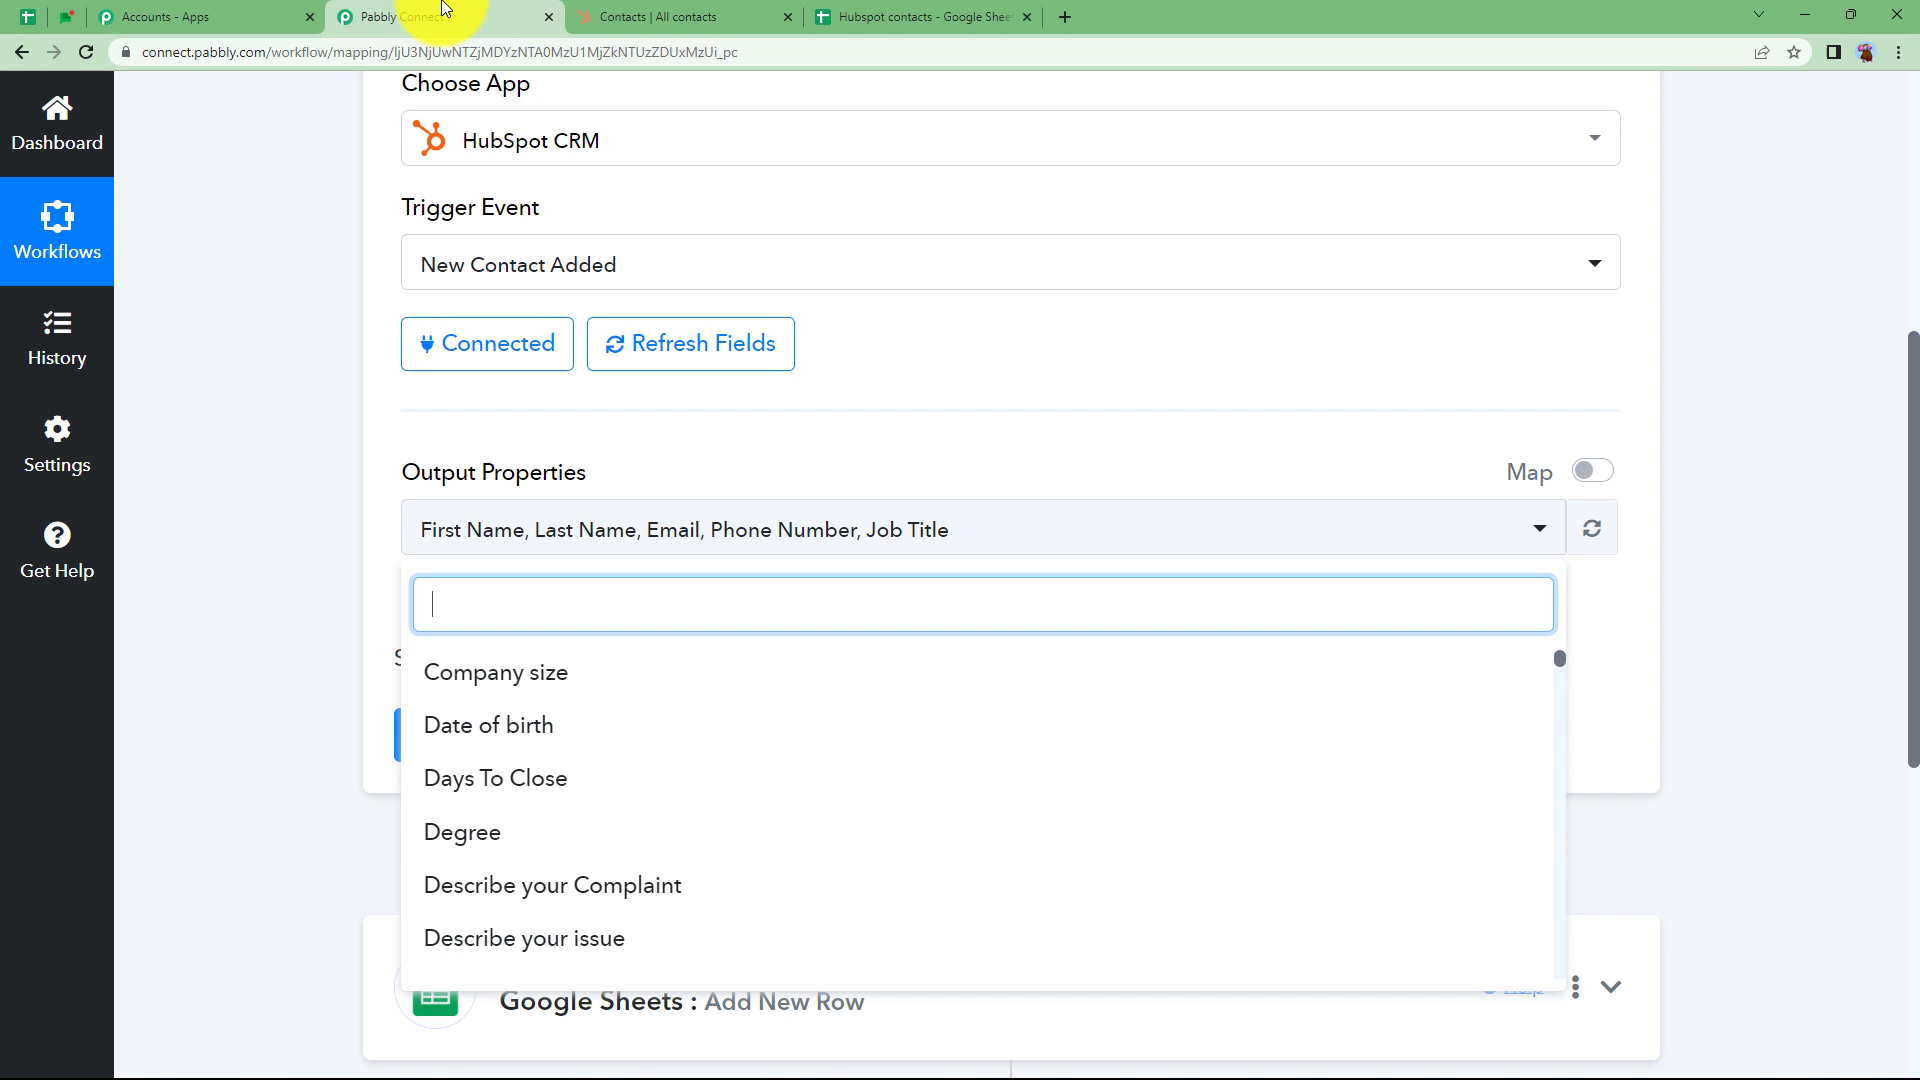 Accounts - Apps
Pabbly Connect
Contacts | All contacts
Hubspot contacts - Google Shee
connect.pabbly.com/workflow/mapping/IjU3NjUwNTZjMDYzNTA0MzU1MjZkNTUzZDUxMzUi_pc
Choose App
Dashboard
HubSpot CRM
Trigger Event
Workflows
New Contact Added
Connected
Refresh Fields
History
Settings
Output Properties
Map
First Name, Last Name, Email, Phone Number, Job Title
Get Help
Company size
Date of birth
Days To Close
Degree
Describe your Complaint
Describe your issue
Google Sheets : Add New Row
Help